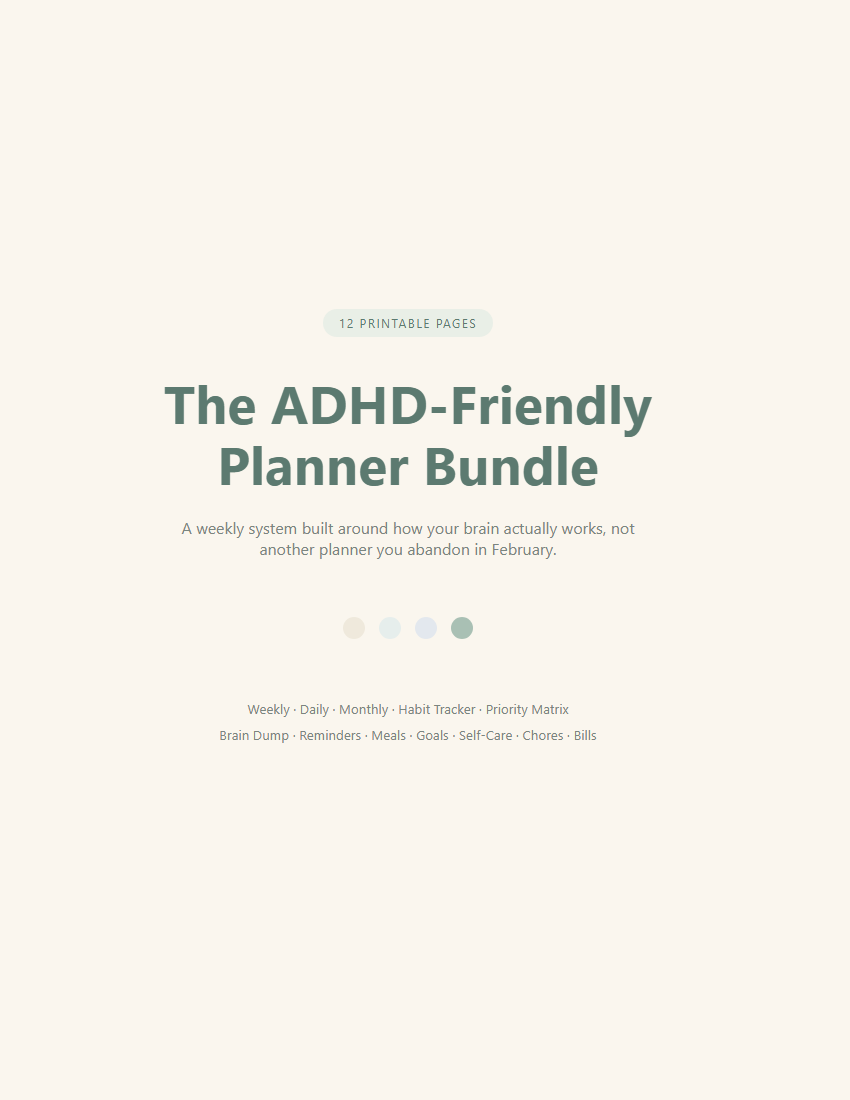 12 PRINTABLE PAGES
The ADHD-Friendly
Planner Bundle
A weekly system built around how your brain actually works, not
another planner you abandon in February.
Weekly · Daily · Monthly · Habit Tracker · Priority Matrix
Brain Dump · Reminders · Meals · Goals · Self-Care · Chores · Bills